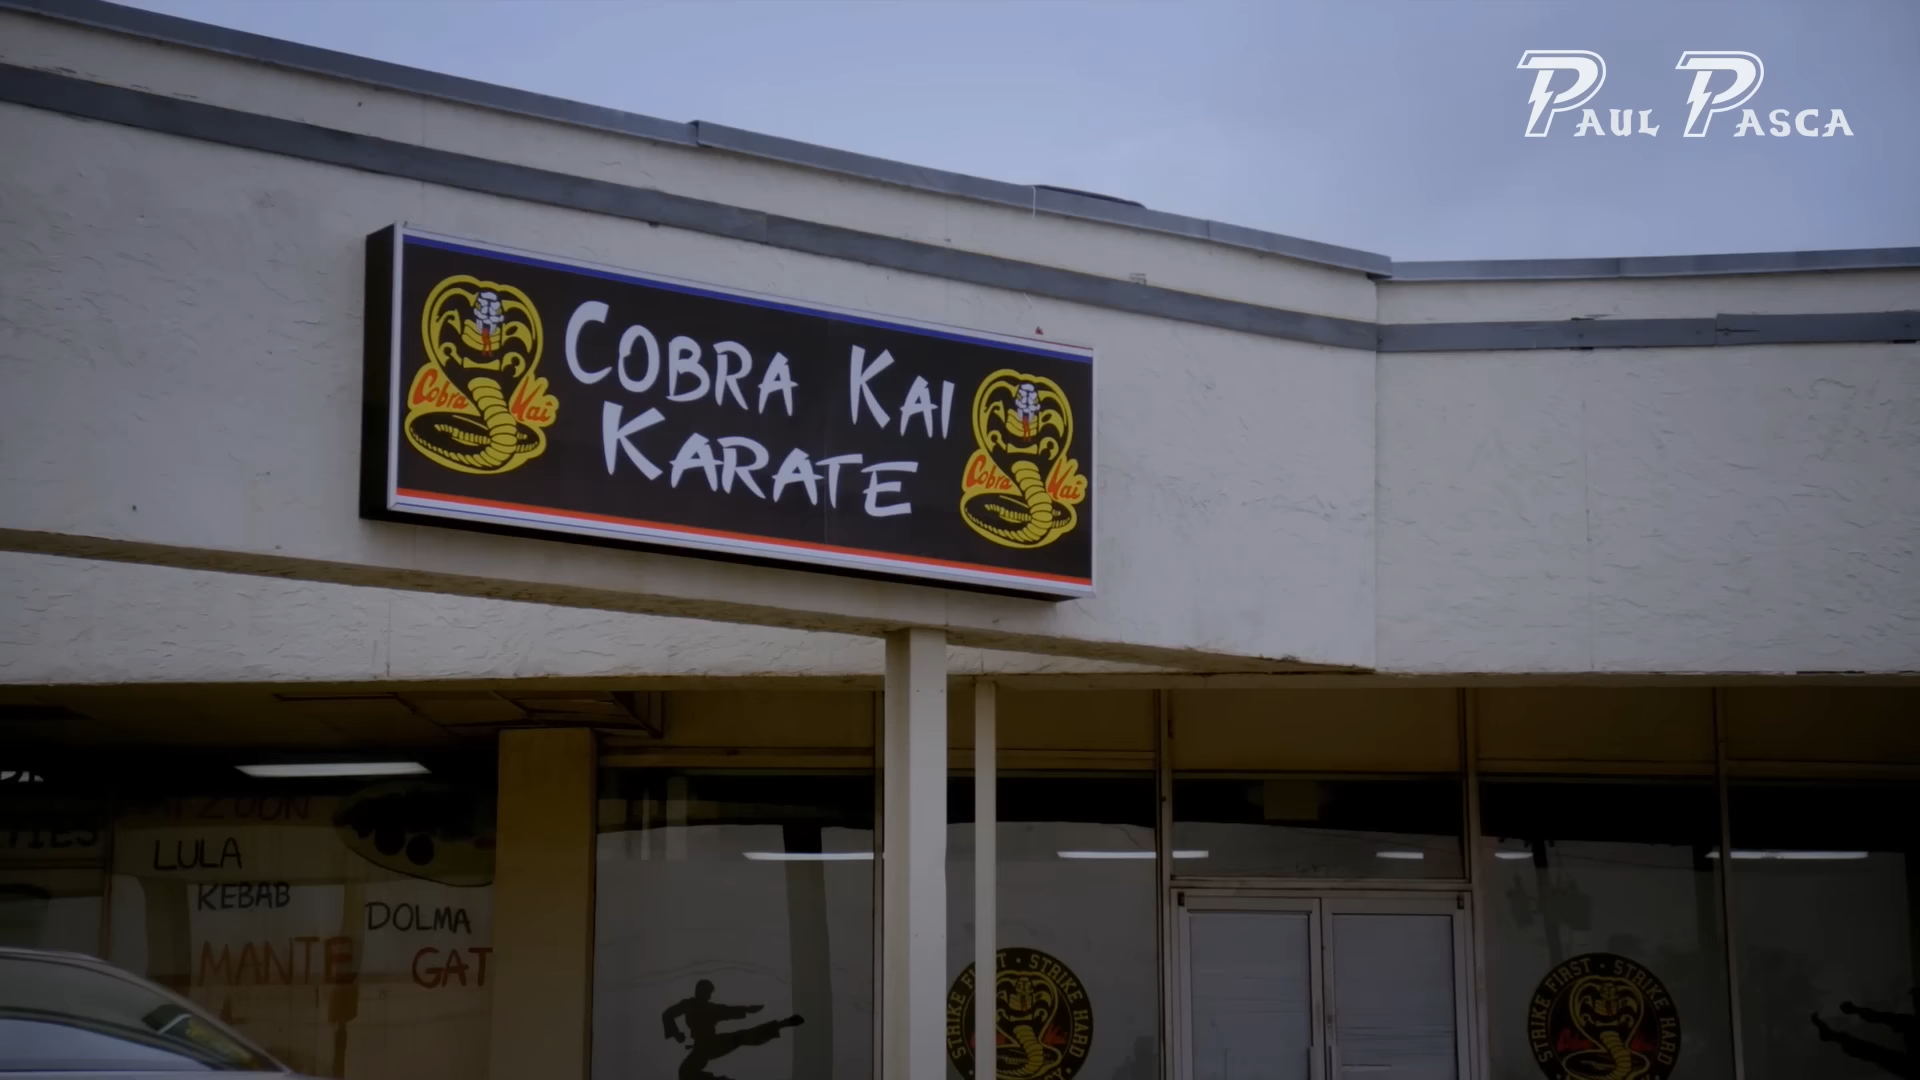 Paul Pasca
Cobra Kai
Karate
Cobra Kai
Cobra Kai
LULA
KEBAB
DOLMA
MANTE
GAT
STRIKE FIRST • STRIKE HARD
STRIKE FIRST • STRIKE HARD